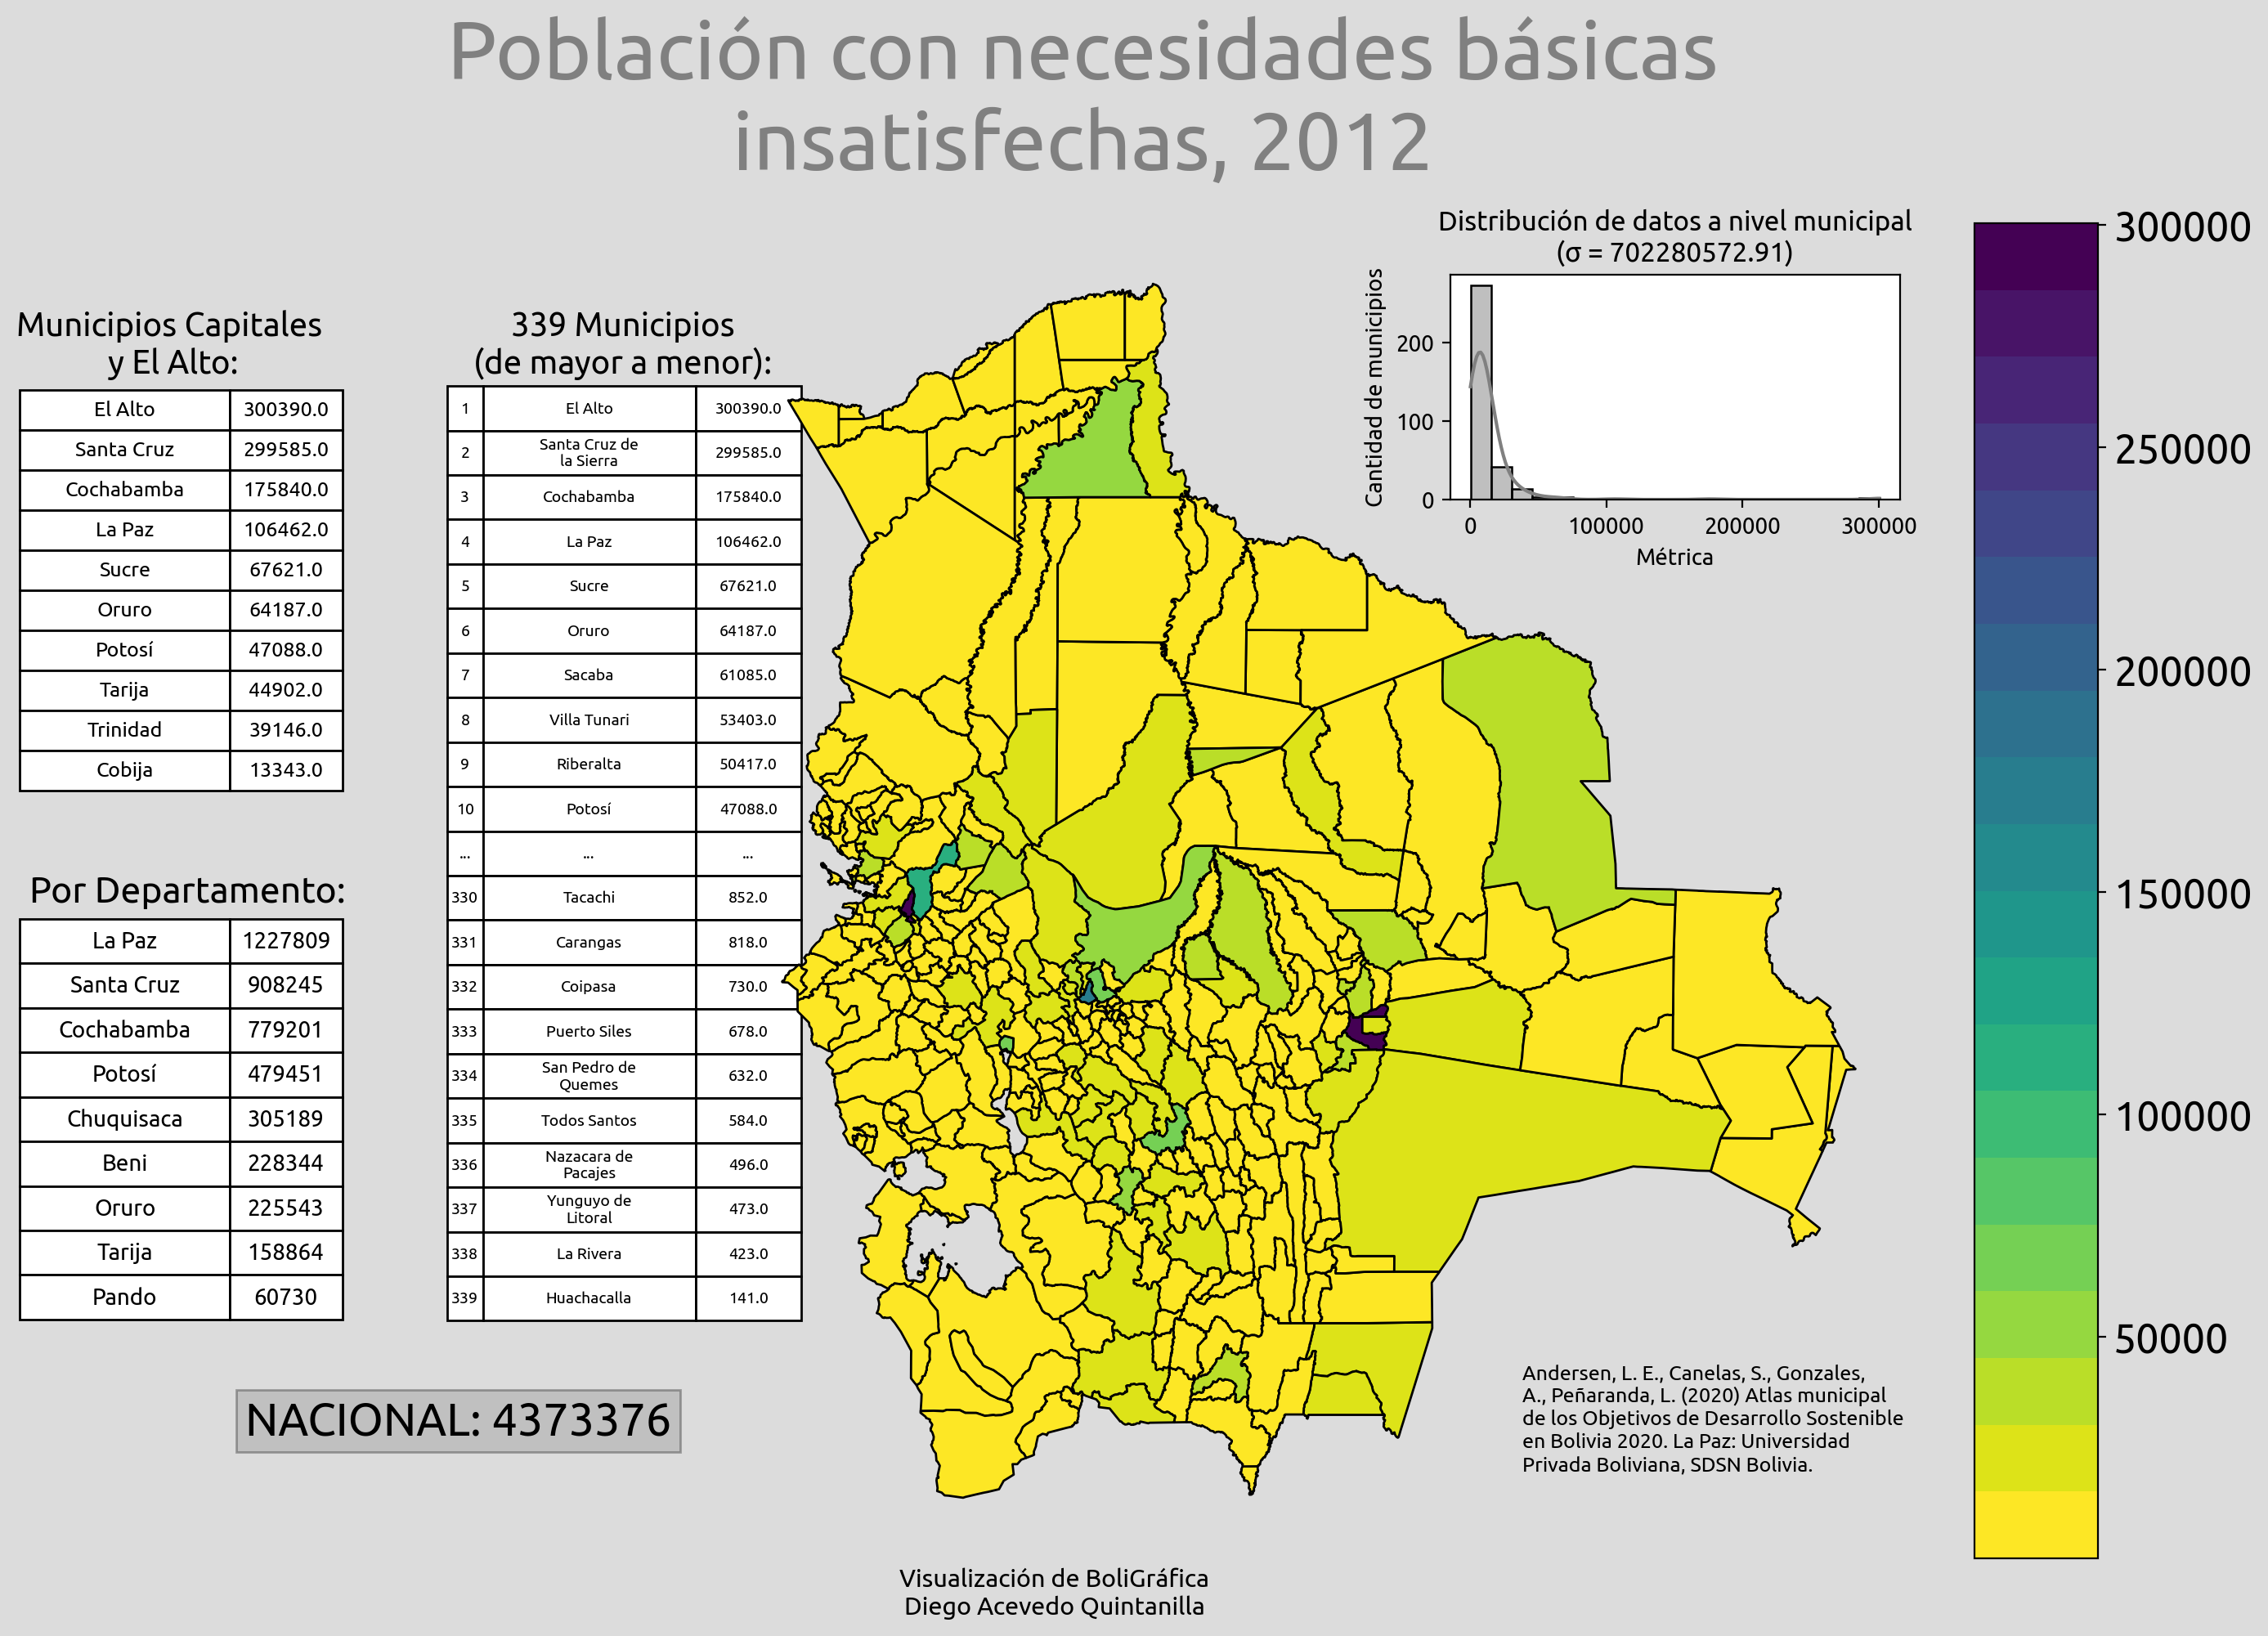 Población con necesidades básicas
insatisfechas, 2012
Municipios Capitales
y El Alto:
El Alto 300390.0
Santa Cruz 299585.0
Cochabamba 175840.0
La Paz 106462.0
Sucre 67621.0
Oruro 64187.0
Potosí 47088.0
Tarija 44902.0
Trinidad 39146.0
Cobija 13343.0
Por Departamento:
La Paz 1227809
Santa Cruz 908245
Cochabamba 779201
Potosí 479451
Chuquisaca 305189
Beni 228344
Oruro 225543
Tarija 158864
Pando 60730
NACIONAL: 4373376
339 Municipios
(de mayor a menor):
1 El Alto 300390.0
2 Santa Cruz de
la Sierra 299585.0
3 Cochabamba 175840.0
4 La Paz 106462.0
5 Sucre 67621.0
6 Oruro 64187.0
7 Sacaba 61085.0
8 Villa Tunari 53403.0
9 Riberalta 50417.0
10 Potosí 47088.0
... ... ...
330 Tacachi 852.0
331 Carangas 818.0
332 Coipasa 730.0
333 Puerto Siles 678.0
334 San Pedro de
Quemes 632.0
335 Todos Santos 584.0
336 Nazacara de
Pacajes 496.0
337 Yunguyo de
Litoral 473.0
338 La Rivera 423.0
339 Huachacalla 141.0
Distribución de datos a nivel municipal
(σ = 702280572.91)
Cantidad de municipios
200
100
0
0 100000 200000 300000
Métrica
300000
250000
200000
150000
100000
50000
Andersen, L. E., Canelas, S., Gonzales,
A., Peñaranda, L. (2020) Atlas municipal
de los Objetivos de Desarrollo Sostenible
en Bolivia 2020. La Paz: Universidad
Privada Boliviana, SDSN Bolivia.
Visualización de BoliGráfica
Diego Acevedo Quintanilla